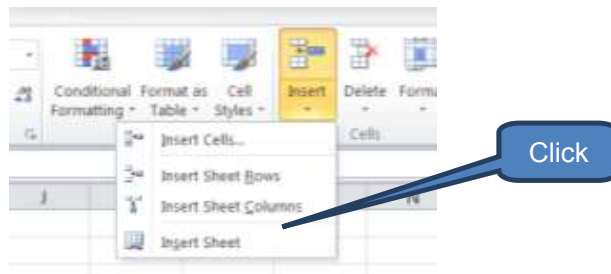 Conditional Format as Cell Insert Delete Forma
Formatting Table Styles
Cells
Insert Cells...
Insert Sheet Rows
Insert Sheet Columns
Insert Sheet
J
N
Click